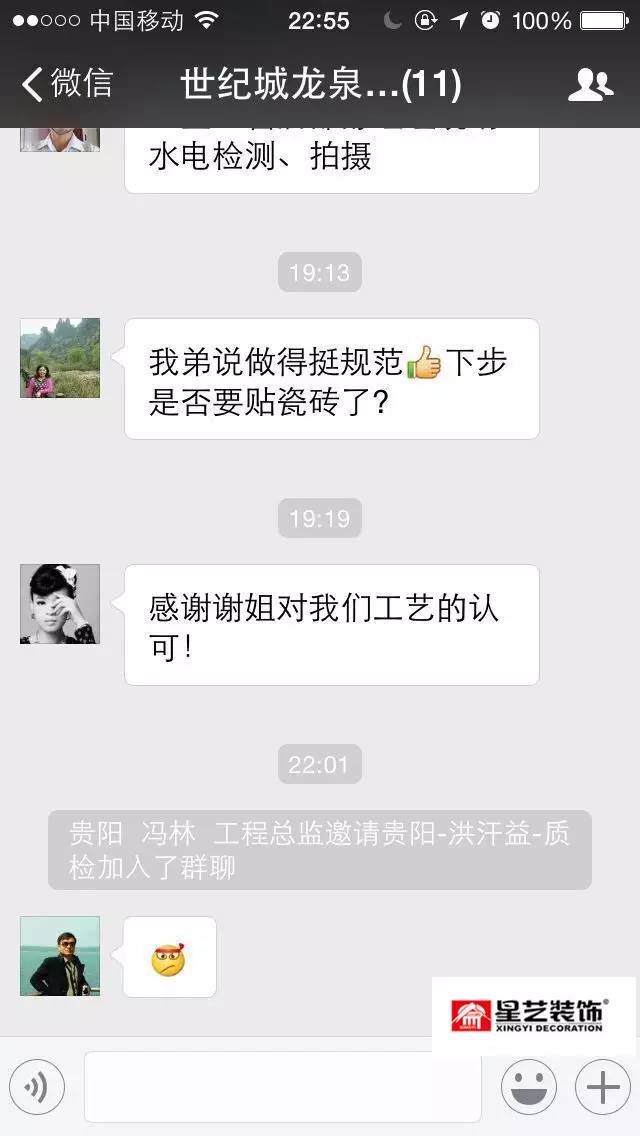 中国移动 22:55 100%
微信 世纪城龙泉...(11)
水电检测、拍摄
19:13
我弟说做得挺规范👍下步
是否要贴瓷砖了?
19:19
感谢谢姐对我们工艺的认
可!
22:01
贵阳 冯林 工程总监邀请贵阳-洪汗益-质
检加入了群聊
星艺装饰®
XINGYI DECORATION